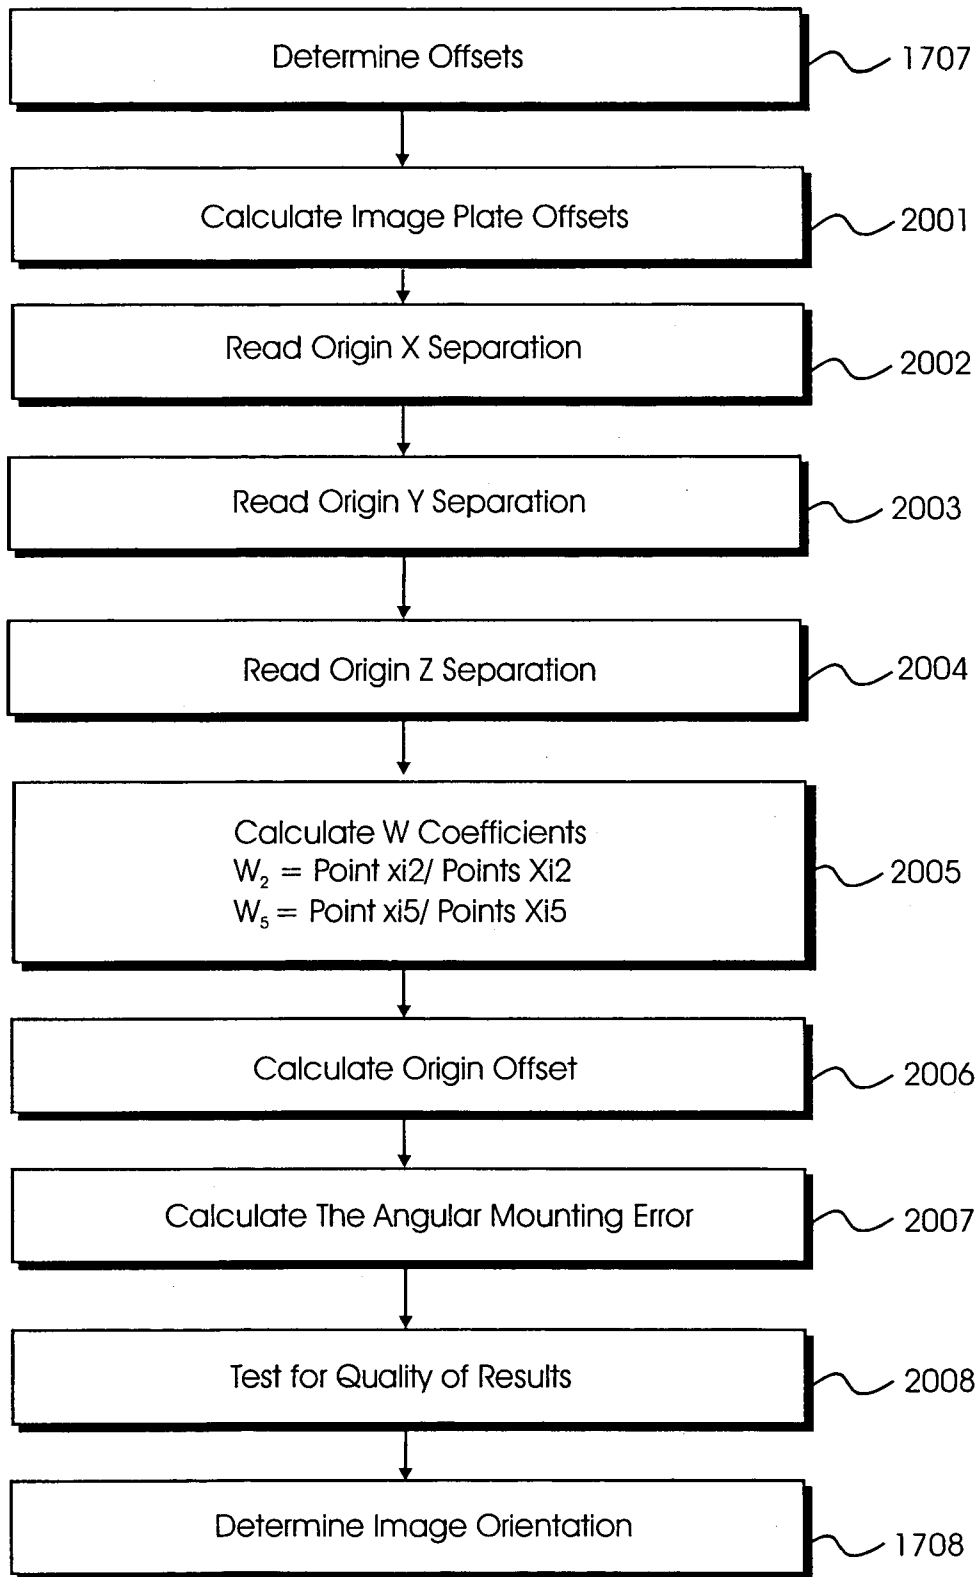 Determine Offsets
1707
Calculate Image Plate Offsets
2001
Read Origin X Separation
2002
Read Origin Y Separation
2003
Read Origin Z Separation
2004
Calculate W Coefficients
W₂ = Point xi2/ Points Xi2
W₅ = Point xi5/ Points Xi5
2005
Calculate Origin Offset
2006
Calculate The Angular Mounting Error
2007
Test for Quality of Results
2008
Determine Image Orientation
1708